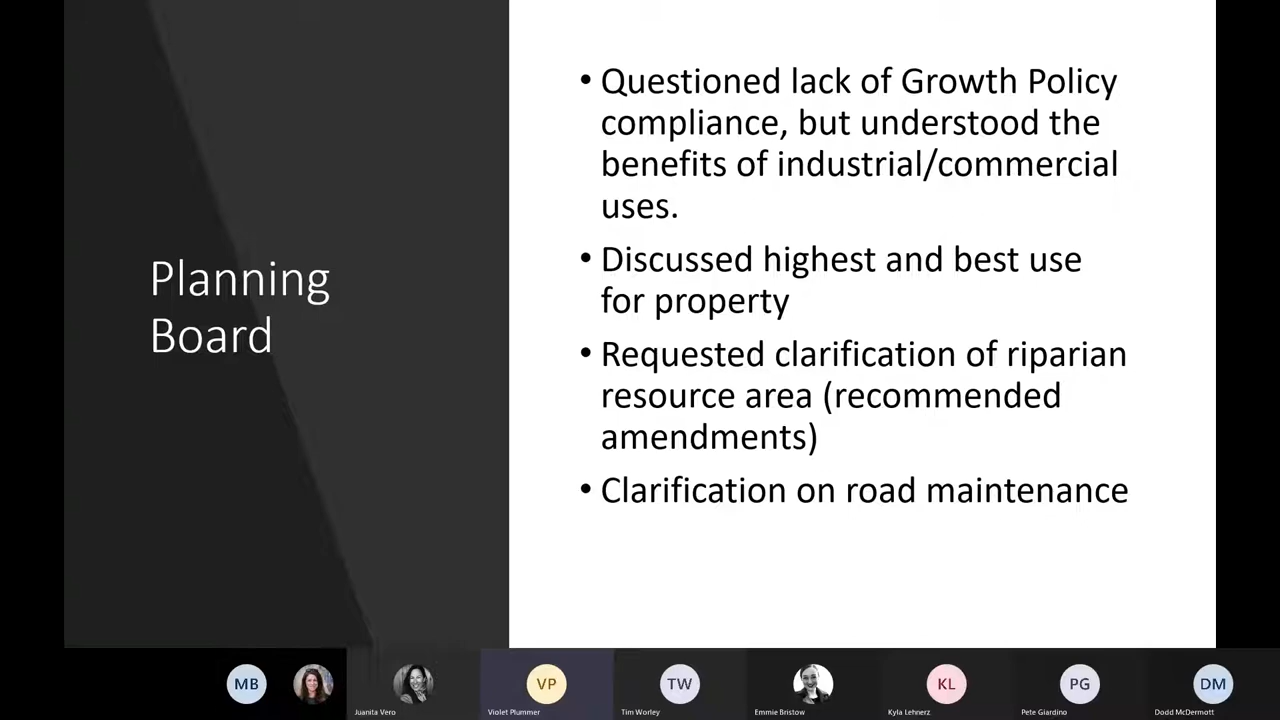 Planning
Board
• Questioned lack of Growth Policy
compliance, but understood the
benefits of industrial/commercial
uses.
• Discussed highest and best use
for property
• Requested clarification of riparian
resource area (recommended
amendments)
• Clarification on road maintenance
MB
Juanita Vero
VP
Violet Plummer
TW
Tim Worley
Emmie Bristow
KL
Kyla Lehnerz
PG
Pete Giardino
DM
Dodd McDermott